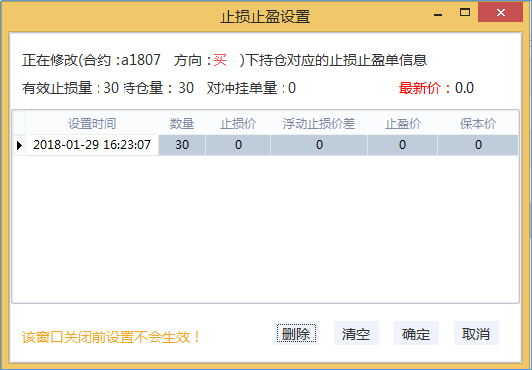 止损止盈设置
正在修改(合约 :a1807 方向 :买 )下持仓对应的止损止盈单信息
有效止损量 : 30 持仓量 : 30 对冲挂单量 : 0 最新价 : 0.0
设置时间 数量 止损价 浮动止损价差 止盈价 保本价
2018-01-29 16:23:07 30 0 0 0 0
该窗口关闭前设置不会生效！ 删除 清空 确定 取消